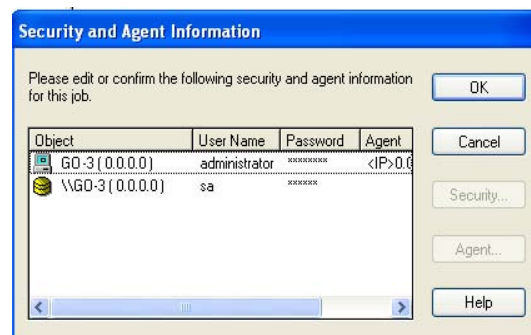 Security and Agent Information
Please edit or confirm the following security and agent information
for this job.
OK
Cancel
Security...
Agent...
Help
Object User Name Password Agent
GO-3 ( 0.0.0.0) administrator ******** <IP>0.0
\\GO-3 ( 0.0.0.0) sa ******